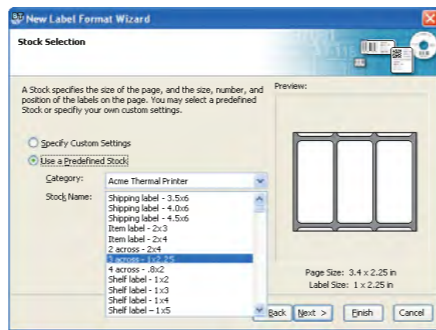 New Label Format Wizard
Stock Selection
A Stock specifies the size of the page, and the size, number, and
position of the labels on the page. You may select a predefined
Stock or specifiy your own custom settings.
Preview:
Specify Custom
Settings
Use a Predefined Stock
Category:
Acme Thermal Printer
Stock Name:
Shipping label - 3.5x6
Shipping label - 4.0x6
Shipping label - 4.5x6
Item label - 2x3
Item label - 2x4
2 across - 2x4
3 across - 1x2.25
4 across - .8x2
Shelf label - 1x2
Shelf label - 1x3
Shelf label - 1x4
Shelf label - 1x5
Page Size: 3.4 x 2.25 in
Label Size: 1 x 2.25 in
Back
Next >
Finish
Cancel